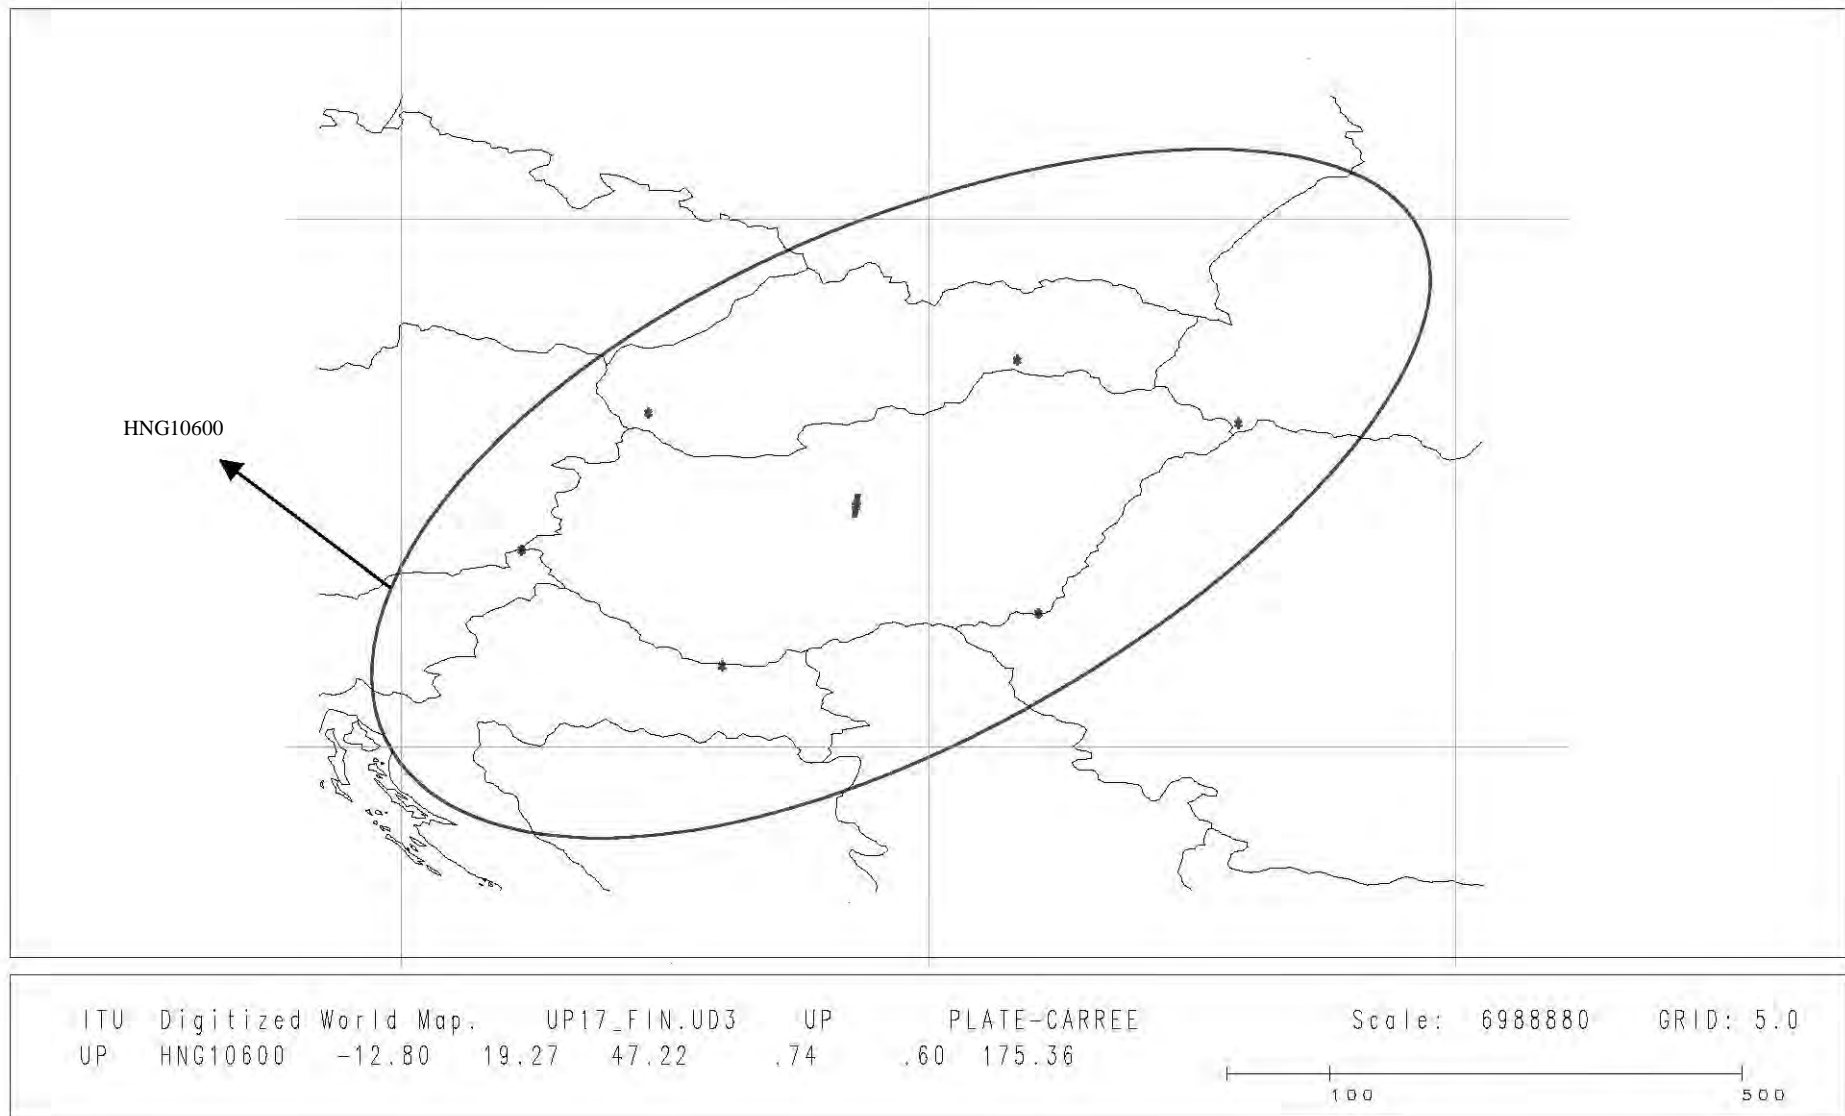 HNG10600
ITU Digitized World Map. UP17_FIN.UD3 UP PLATE-CARREE Scale: 6988880 GRID: 5.0
UP HNG10600 -12.80 19.27 47.22 .74 .60 175.36
100 500